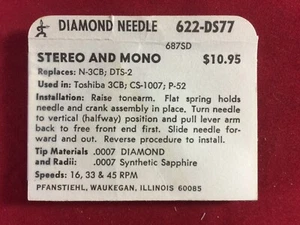 DIAMOND NEEDLE 622-DS77
687SD
STEREO AND MONO $10.95
Replaces: N-3CB; DTS-2
Used in: Toshiba 3CB; CS-1007; P-52
Installation: Raise tonearm. Flat spring holds
needle and crank assembly in place. Turn needle
to vertical (halfway) position and pull lever arm
back to free front end first. Slide needle for-
ward and out. Reverse procedure to install.
Tip Materials .0007 DIAMOND
and Radii: .0007 Synthetic Sapphire
Speeds: 16, 33 & 45 RPM
PFANSTIEHL, WAUKEGAN, ILLINOIS 60085